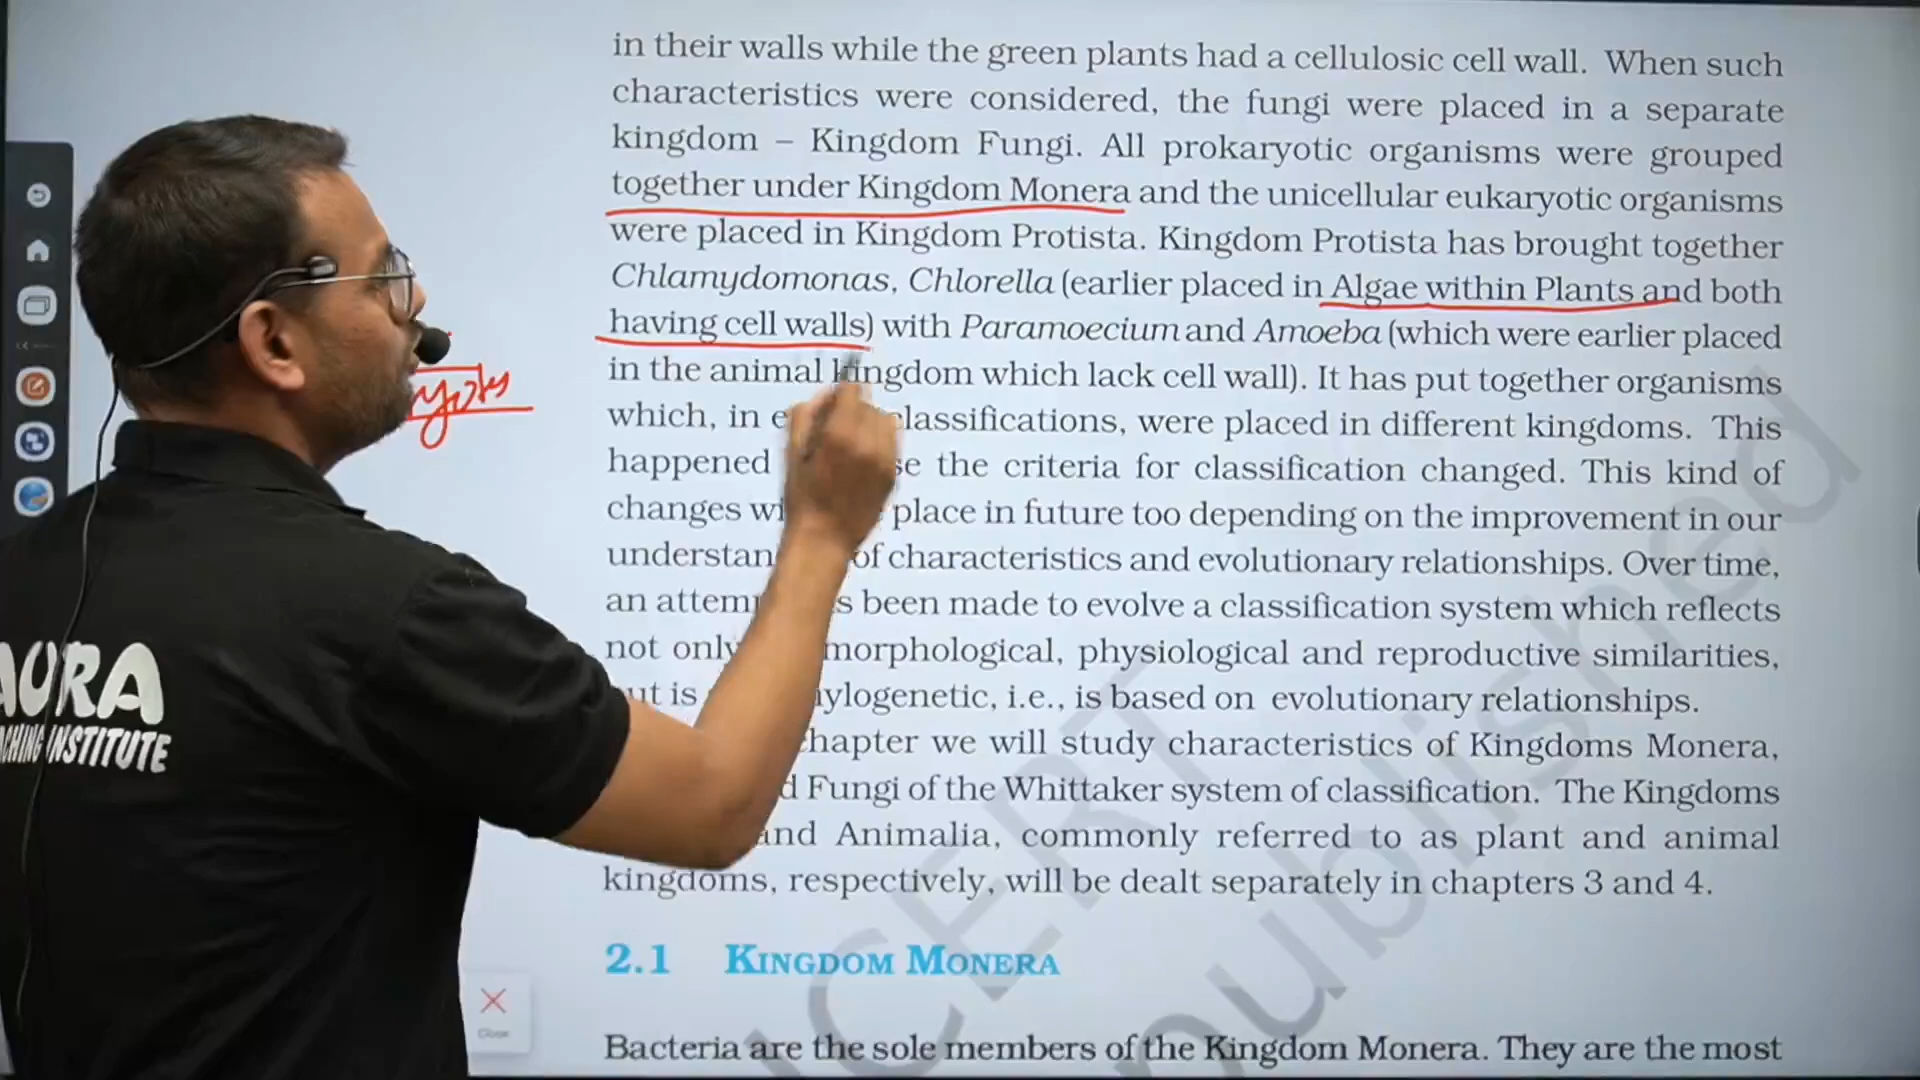 in their walls while the green plants had a cellulosic cell wall. When such
characteristics were considered, the fungi were placed in a separate
kingdom – Kingdom Fungi. All prokaryotic organisms were grouped
together under Kingdom Monera and the unicellular eukaryotic organisms
were placed in Kingdom Protista. Kingdom Protista has brought together
Chlamydomonas, Chlorella (earlier placed in Algae within Plants and both
having cell walls) with Paramoecium and Amoeba (which were earlier placed
in the animal kingdom which lack cell wall). It has put together organisms
which, in classifications, were placed in different kingdoms. This
happened the criteria for classification changed. This kind of
changes place in future too depending on the improvement in our
of characteristics and evolutionary relationships. Over time,
an been made to evolve a classification system which reflects
not only morphological, physiological and reproductive similarities,
is i.e., is based on evolutionary relationships.
chapter we will study characteristics of Kingdoms Monera,
Fungi of the Whittaker system of classification. The Kingdoms
and Animalia, commonly referred to as plant and animal
kingdoms, respectively, will be dealt separately in chapters 3 and 4.
2.1 KINGDOM MONERA
Bacteria are the sole members of the Kingdom Monera. They are the most
AURA
INSTITUTE
Close
published